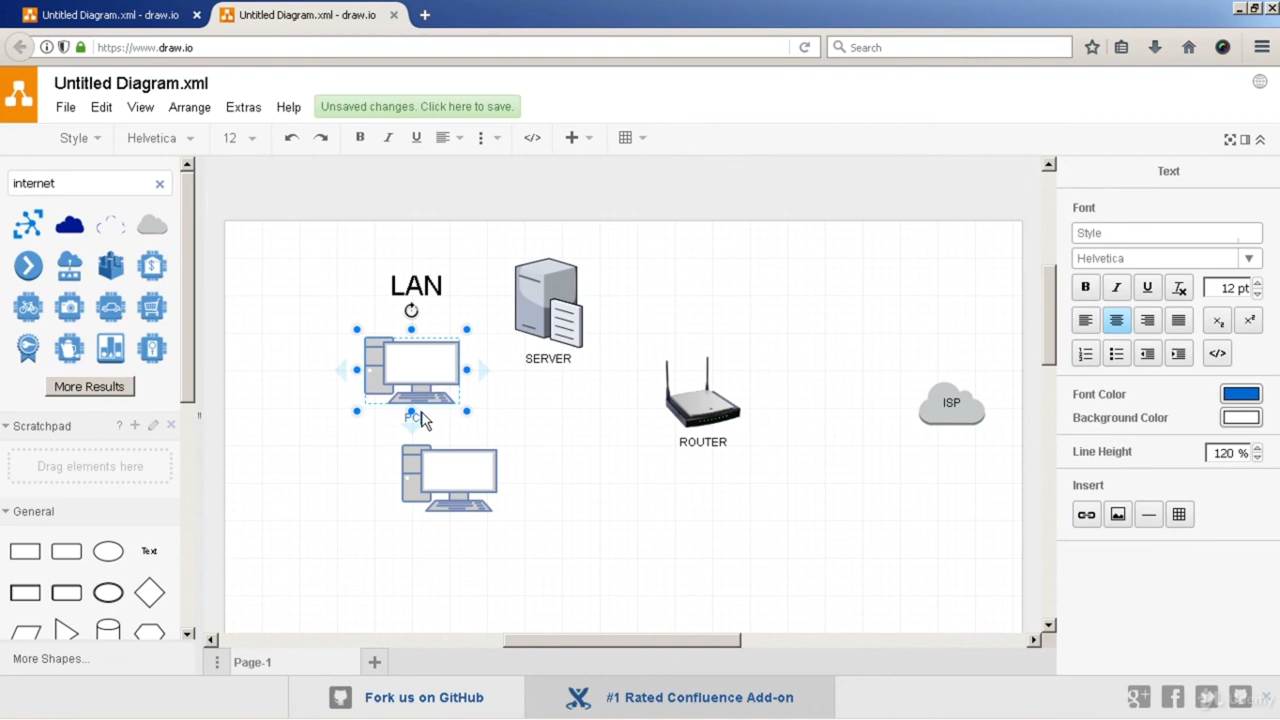 Untitled Diagram.xml - draw.io
Untitled Diagram.xml - draw.io
https://www.draw.io
Search
Untitled Diagram.xml
File Edit View Arrange Extras Help
Unsaved changes. Click here to save.
Style Helvetica 12 B I U </>
internet
More Results
Scratchpad ?
Drag elements here
General
Text
More Shapes...
LAN
SERVER
PC
ROUTER
ISP
Text
Font
Style
Helvetica
B I U T 12 pt
X₂ X²
</>
Font Color
Background Color
Line Height 120 %
Insert
Page-1
Fork us on GitHub
#1 Rated Confluence Add-on